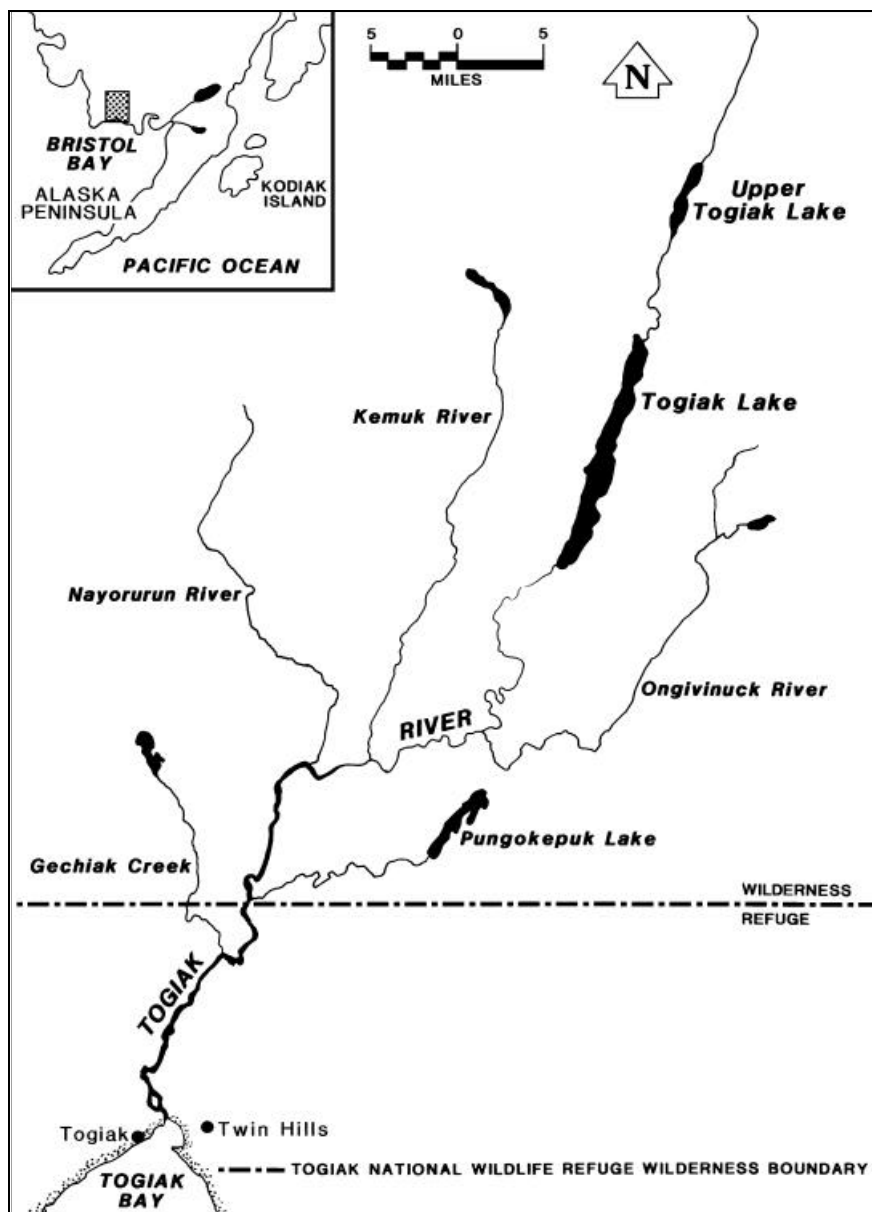 5 0 5
MILES
N
BRISTOL
BAY
ALASKA
PENINSULA
KODIAK
ISLAND
PACIFIC OCEAN
Upper
Togiak Lake
Kemuk River
Togiak Lake
Nayorurun River
Ongivinuck River
RIVER
Pungokepuk Lake
Gechiak Creek
WILDERNESS
REFUGE
TOGIAK
Togiak
Twin Hills
TOGIAK
BAY
TOGIAK NATIONAL WILDLIFE REFUGE WILDERNESS BOUNDARY